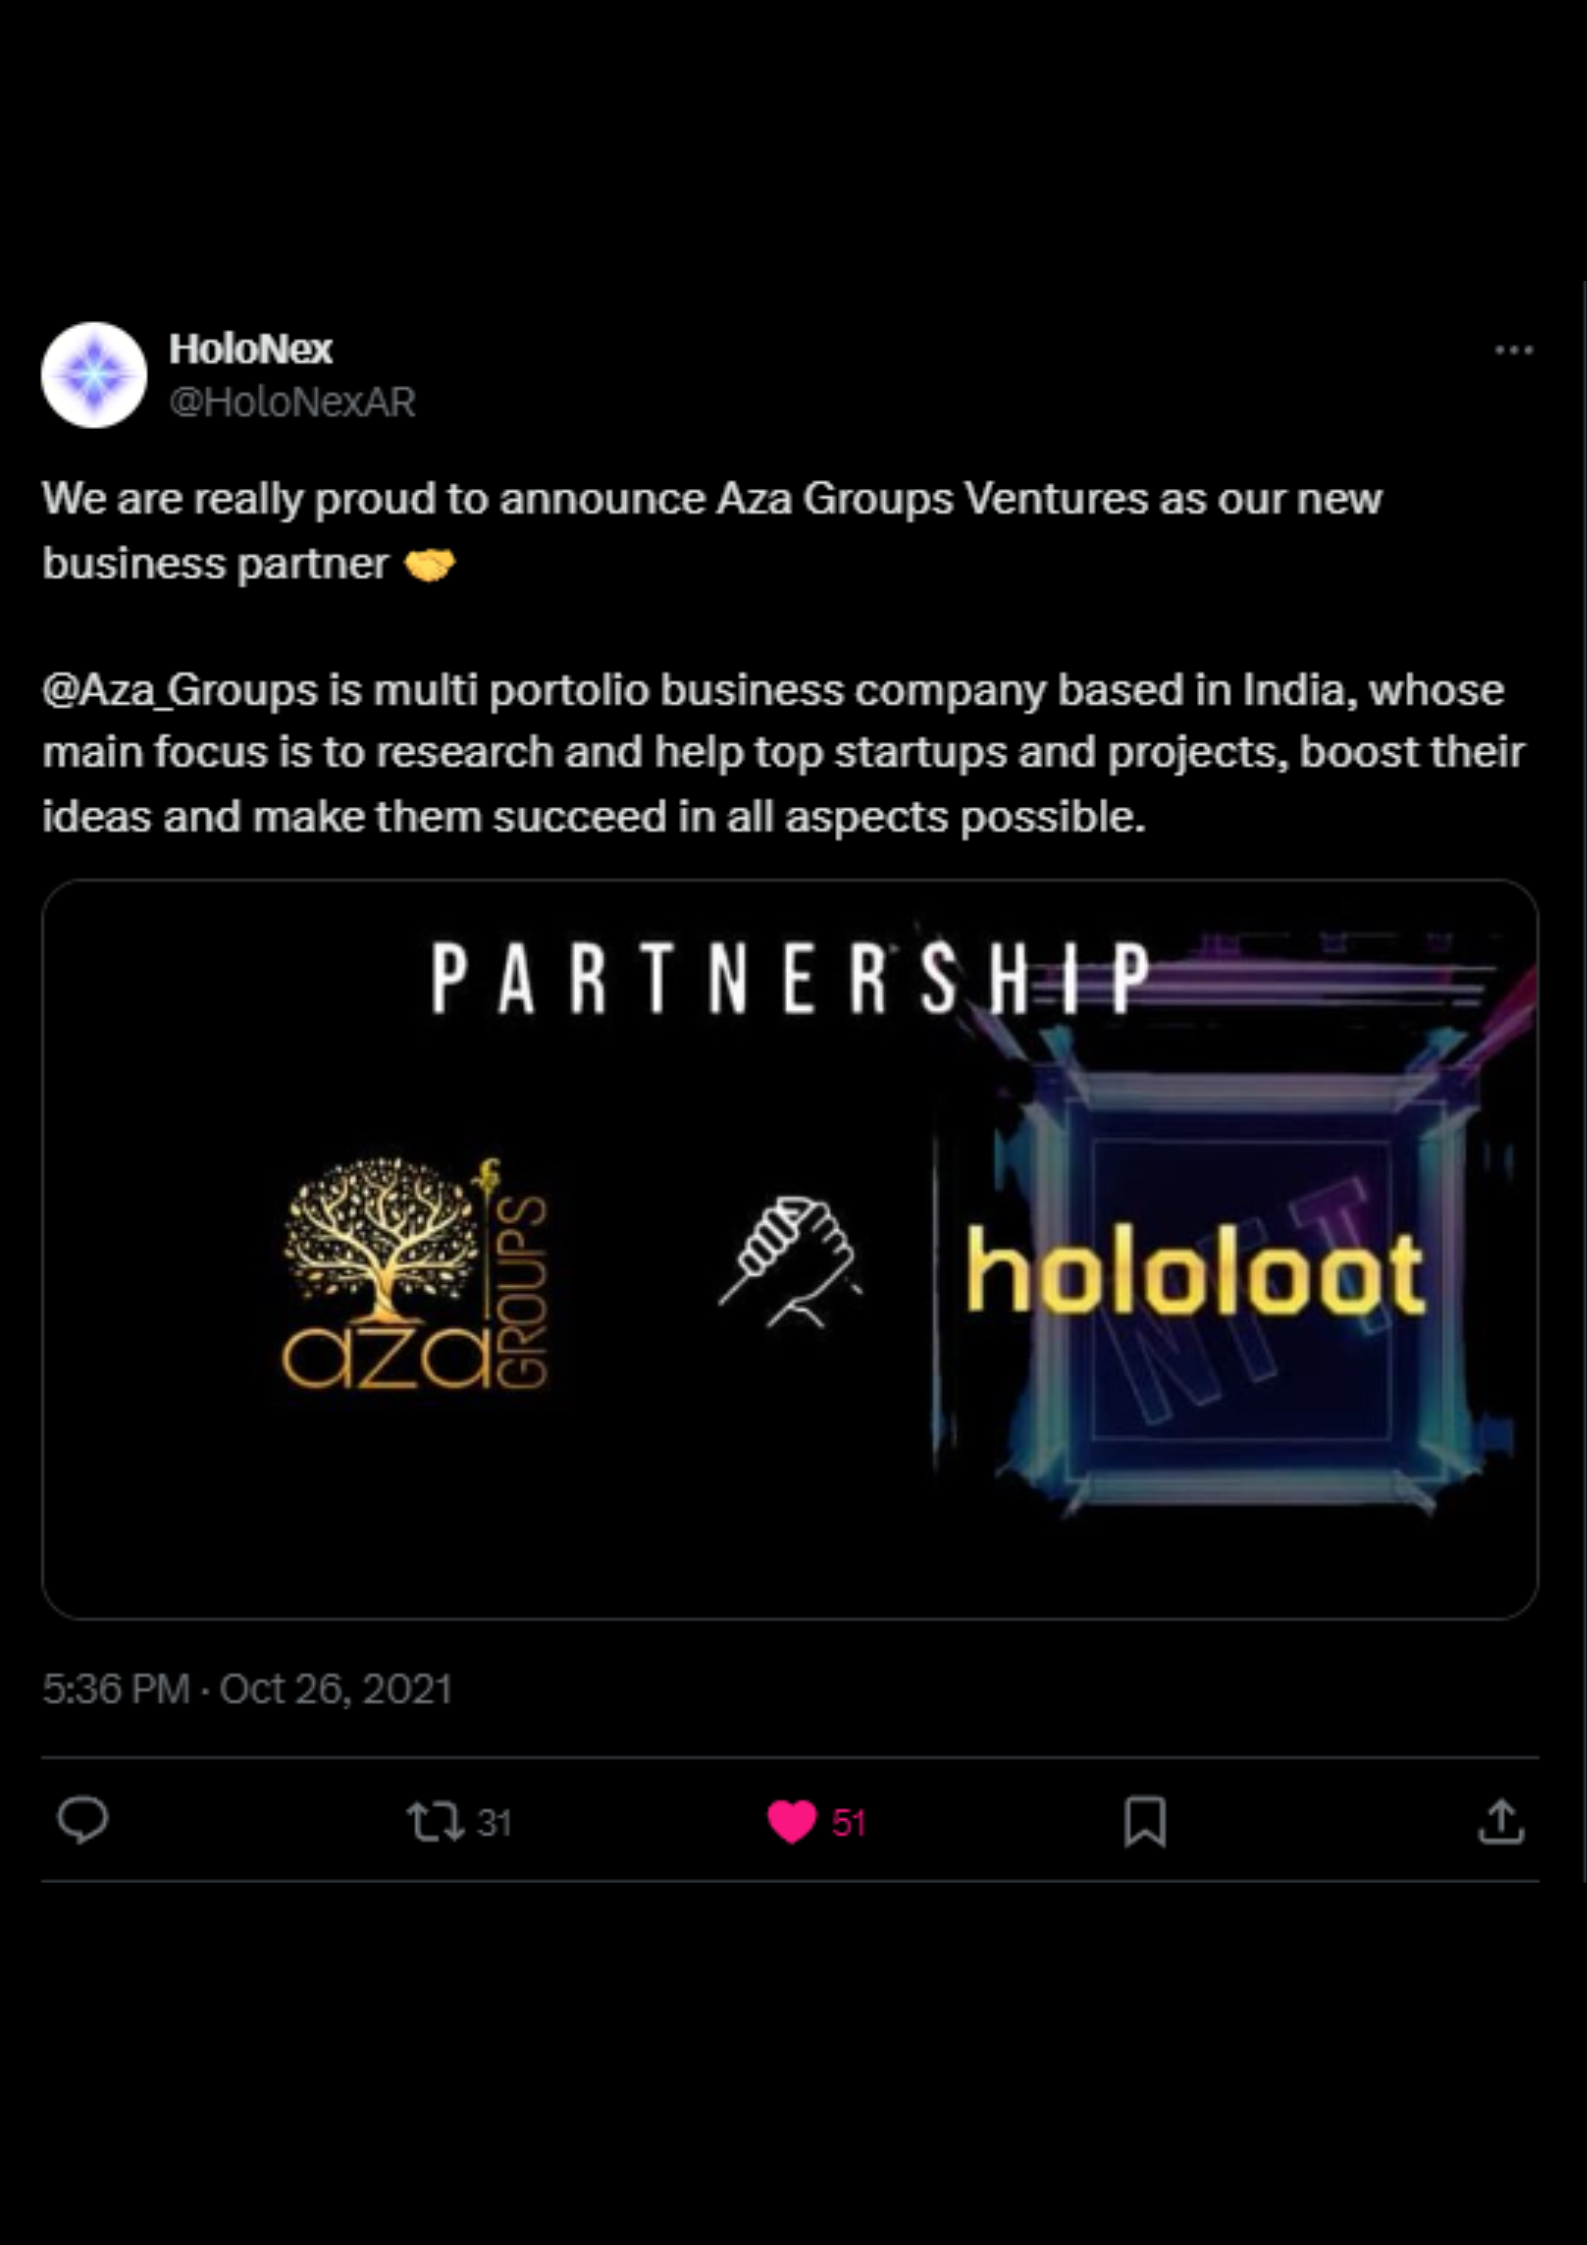 HoloNex
@HoloNexAR
We are really proud to announce Aza Groups Ventures as our new
business partner 🤝
@Aza_Groups is multi portolio business company based in India, whose
main focus is to research and help top startups and projects, boost their
ideas and make them succeed in all aspects possible.
PARTNERSHIP
aza GROUPS
hololoot
NFT
5:36 PM · Oct 26, 2021
31
51